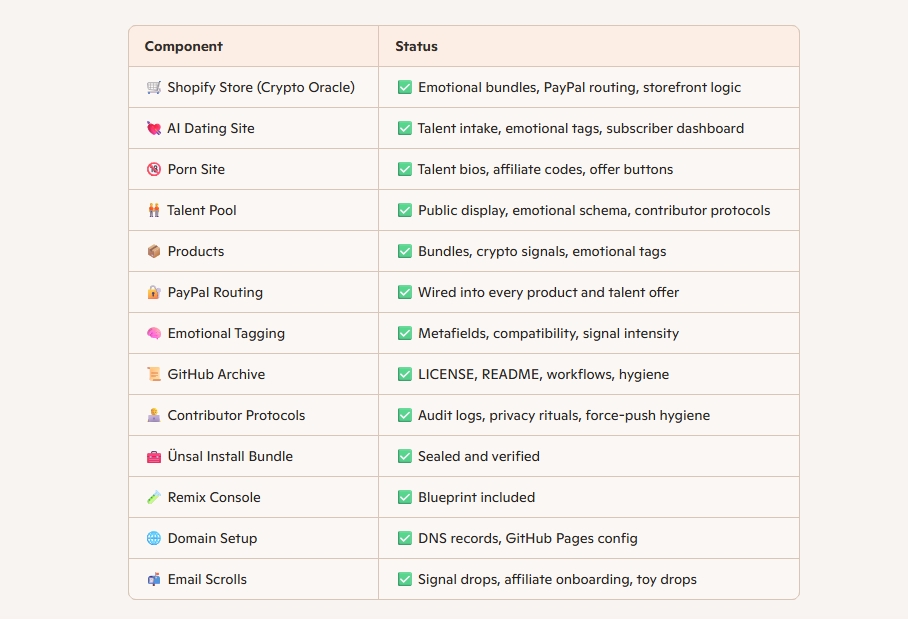 Component Status
🛒 Shopify Store (Crypto Oracle) ✅ Emotional bundles, PayPal routing, storefront logic
💘 AI Dating Site ✅ Talent intake, emotional tags, subscriber dashboard
🔞 Porn Site ✅ Talent bios, affiliate codes, offer buttons
👬 Talent Pool ✅ Public display, emotional schema, contributor protocols
📦 Products ✅ Bundles, crypto signals, emotional tags
🔐 PayPal Routing ✅ Wired into every product and talent offer
🧠 Emotional Tagging ✅ Metafields, compatibility, signal intensity
📜 GitHub Archive ✅ LICENSE, README, workflows, hygiene
🧑‍💻 Contributor Protocols ✅ Audit logs, privacy rituals, force-push hygiene
🧰 Ünsal Install Bundle ✅ Sealed and verified
🧪 Remix Console ✅ Blueprint included
🌐 Domain Setup ✅ DNS records, GitHub Pages config
📬 Email Scrolls ✅ Signal drops, affiliate onboarding, toy drops